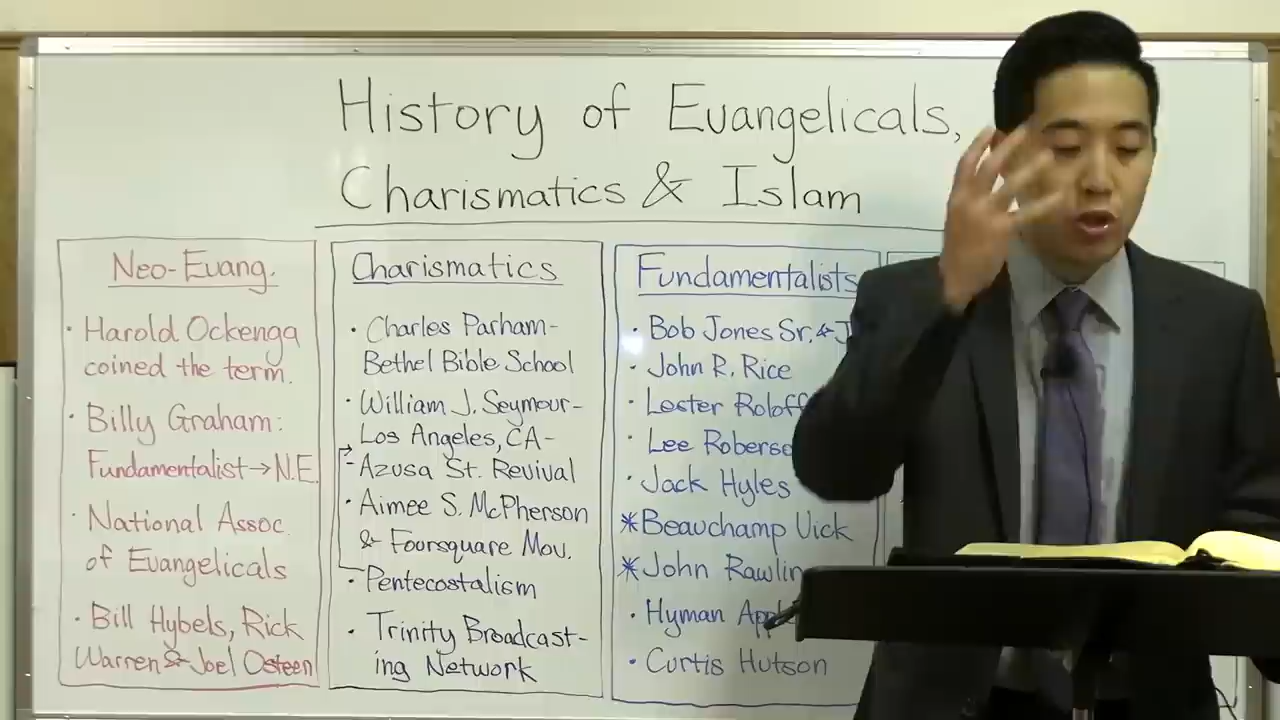 History of Evangelicals,
Charismatics & Islam
Neo-Evang.
• Harold Ockenga
coined the term.
• Billy Graham:
Fundamentalist→N.E.
• National Assoc.
of Evangelicals
• Bill Hybels, Rick
Warren & Joel Osteen
Charismatics
• Charles Parham-
Bethel Bible School
• William J. Seymour-
Los Angeles, CA-
- Azusa St. Revival
• Aimee S. McPherson
& Foursquare Mov.
• Pentecostalism
• Trinity Broadcast-
ing Network
Fundamentalists
• Bob Jones Sr. &
• John R. Rice
• Lester Roloff
• Lee
• Jack Hyles
* Beauchamp Vick
* John
• Hyman
• Curtis Hutson